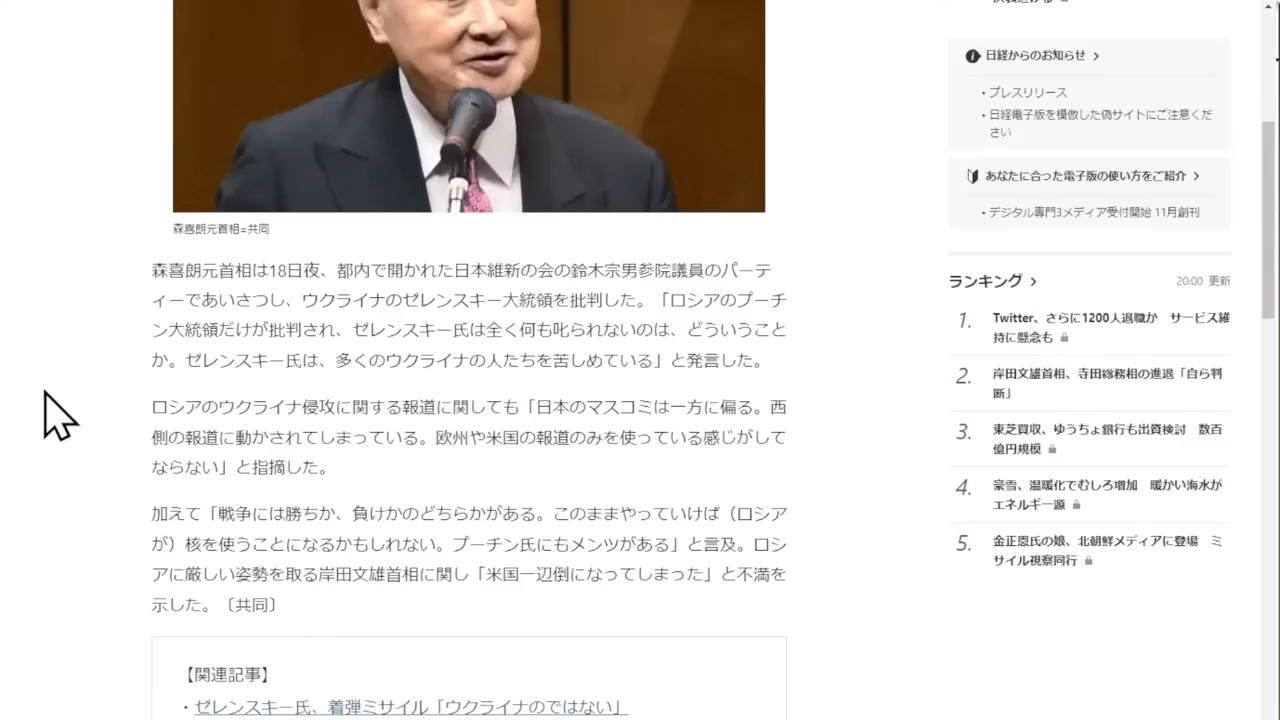 森喜朗元首相=共同
森喜朗元首相は18日夜、都内で開かれた日本維新の会の鈴木宗男参院議員のパーテ
ィーであいさつし、ウクライナのゼレンスキー大統領を批判した。「ロシアのプーチ
ン大統領だけが批判され、ゼレンスキー氏は全く何も叱られないのは、どういうこと
か。ゼレンスキー氏は、多くのウクライナの人たちを苦しめている」と発言した。
ロシアのウクライナ侵攻に関する報道に関しても「日本のマスコミは一方に偏る。西
側の報道に動かされてしまっている。欧州や米国の報道のみを使っている感じがして
ならない」と指摘した。
加えて「戦争には勝ちか、負けかのどちらかがある。このままやっていけば（ロシア
が）核を使うことになるかもしれない。プーチン氏にもメンツがある」と言及。ロシ
アに厳しい姿勢を取る岸田文雄首相に関し「米国一辺倒になってしまった」と不満を
示した。〔共同〕
【関連記事】
・ゼレンスキー氏、着弾ミサイル「ウクライナのではない」
日経からのお知らせ
・プレスリリース
・日経電子版を模倣した偽サイトにご注意くだ
さい
あなたに合った電子版の使い方をご紹介
・デジタル専門3メディア受付開始 11月創刊
ランキング 20:00 更新
1. Twitter、さらに1200人退職か サービス維
持に懸念も
2. 岸田文雄首相、寺田総務相の進退「自ら判
断」
3. 東芝買収、ゆうちょ銀行も出資検討 数百
億円規模
4. 豪雪、温暖化でむしろ増加 暖かい海水が
エネルギー源
5. 金正恩氏の娘、北朝鮮メディアに登場 ミ
サイル視察同行